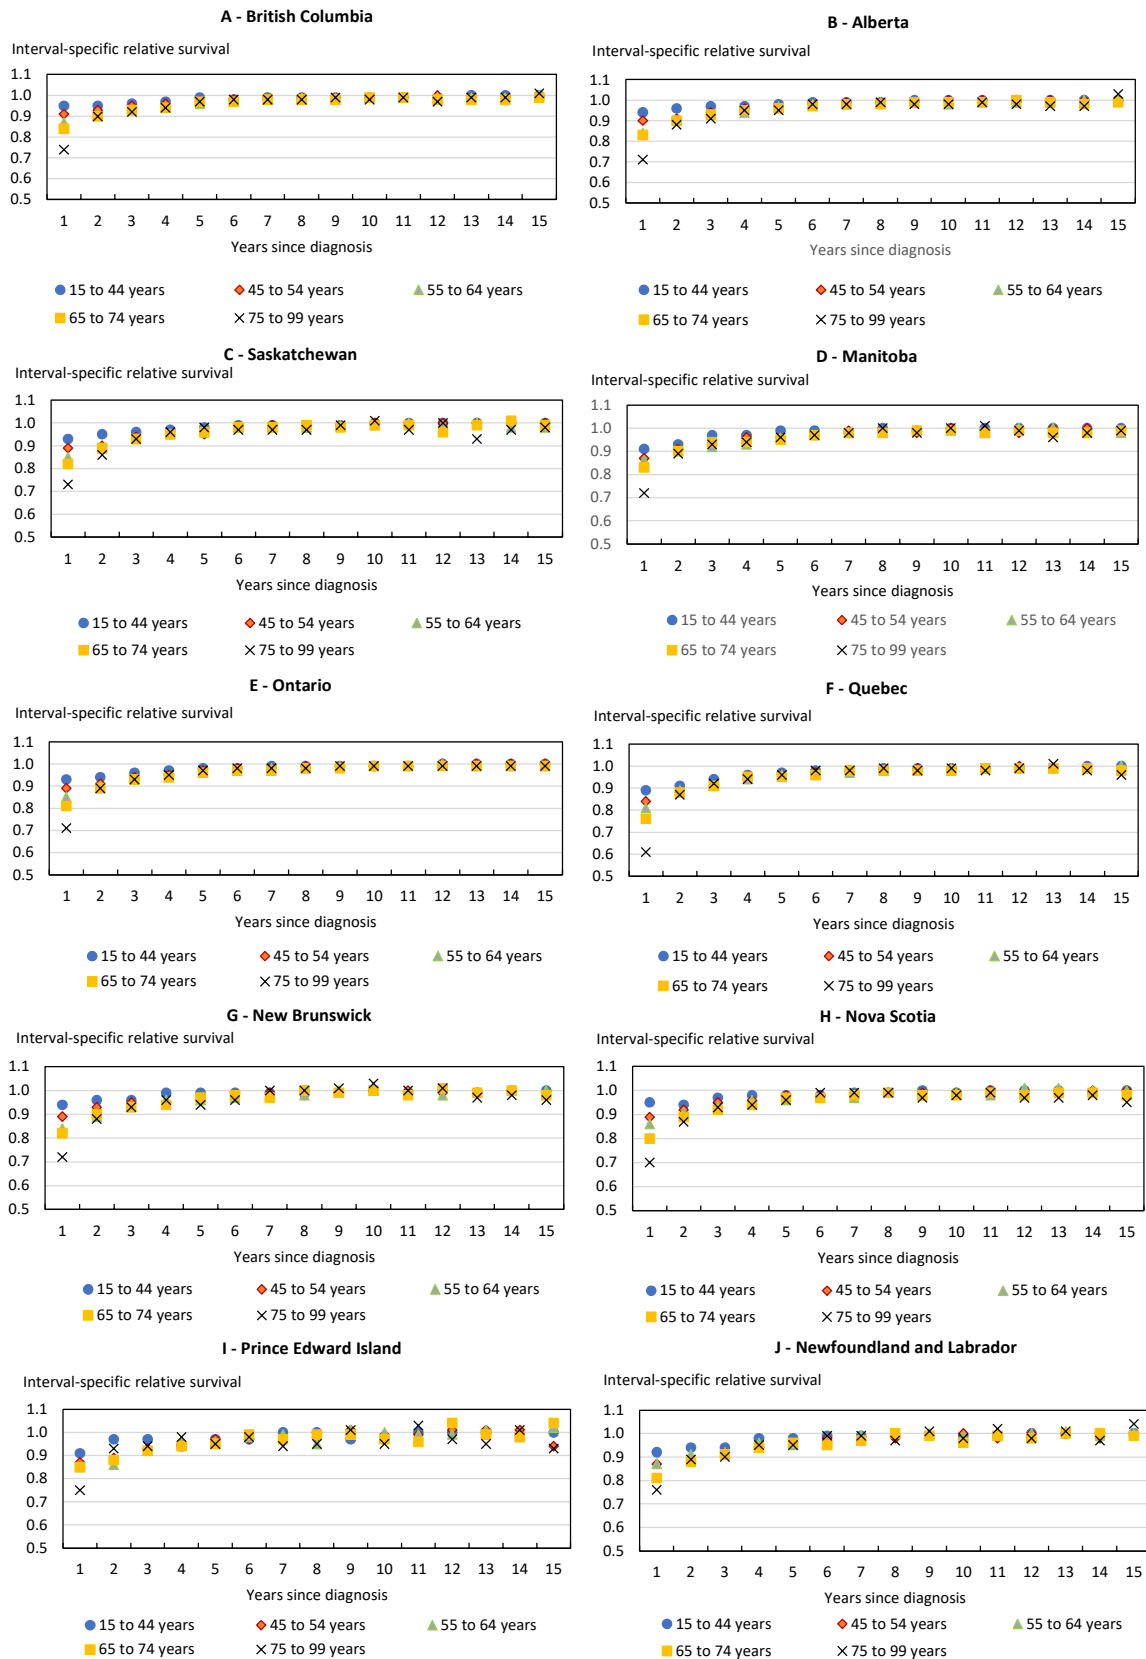 A - British Columbia
Interval-specific relative survival
1.1
1.0
0.9
0.8
0.7
0.6
0.5
1 2 3 4 5 6 7 8 9 10 11 12 13 14 15
Years since diagnosis
15 to 44 years 45 to 54 years 55 to 64 years
65 to 74 years 75 to 99 years
B - Alberta
Interval-specific relative survival
1.1
1.0
0.9
0.8
0.7
0.6
0.5
1 2 3 4 5 6 7 8 9 10 11 12 13 14 15
Years since diagnosis
15 to 44 years 45 to 54 years 55 to 64 years
65 to 74 years 75 to 99 years
C - Saskatchewan
Interval-specific relative survival
1.1
1.0
0.9
0.8
0.7
0.6
0.5
1 2 3 4 5 6 7 8 9 10 11 12 13 14 15
Years since diagnosis
15 to 44 years 45 to 54 years 55 to 64 years
65 to 74 years 75 to 99 years
D - Manitoba
Interval-specific relative survival
1.1
1.0
0.9
0.8
0.7
0.6
0.5
1 2 3 4 5 6 7 8 9 10 11 12 13 14 15
Years since diagnosis
15 to 44 years 45 to 54 years 55 to 64 years
65 to 74 years 75 to 99 years
E - Ontario
Interval-specific relative survival
1.1
1.0
0.9
0.8
0.7
0.6
0.5
1 2 3 4 5 6 7 8 9 10 11 12 13 14 15
Years since diagnosis
15 to 44 years 45 to 54 years 55 to 64 years
65 to 74 years 75 to 99 years
F - Quebec
Interval-specific relative survival
1.1
1.0
0.9
0.8
0.7
0.6
0.5
1 2 3 4 5 6 7 8 9 10 11 12 13 14 15
Years since diagnosis
15 to 44 years 45 to 54 years 55 to 64 years
65 to 74 years 75 to 99 years
G - New Brunswick
Interval-specific relative survival
1.1
1.0
0.9
0.8
0.7
0.6
0.5
1 2 3 4 5 6 7 8 9 10 11 12 13 14 15
Years since diagnosis
15 to 44 years 45 to 54 years 55 to 64 years
65 to 74 years 75 to 99 years
H - Nova Scotia
Interval-specific relative survival
1.1
1.0
0.9
0.8
0.7
0.6
0.5
1 2 3 4 5 6 7 8 9 10 11 12 13 14 15
Years since diagnosis
15 to 44 years 45 to 54 years 55 to 64 years
65 to 74 years 75 to 99 years
I - Prince Edward Island
Interval-specific relative survival
1.1
1.0
0.9
0.8
0.7
0.6
0.5
1 2 3 4 5 6 7 8 9 10 11 12 13 14 15
Years since diagnosis
15 to 44 years 45 to 54 years 55 to 64 years
65 to 74 years 75 to 99 years
J - Newfoundland and Labrador
Interval-specific relative survival
1.1
1.0
0.9
0.8
0.7
0.6
0.5
1 2 3 4 5 6 7 8 9 10 11 12 13 14 15
Years since diagnosis
15 to 44 years 45 to 54 years 55 to 64 years
65 to 74 years 75 to 99 years